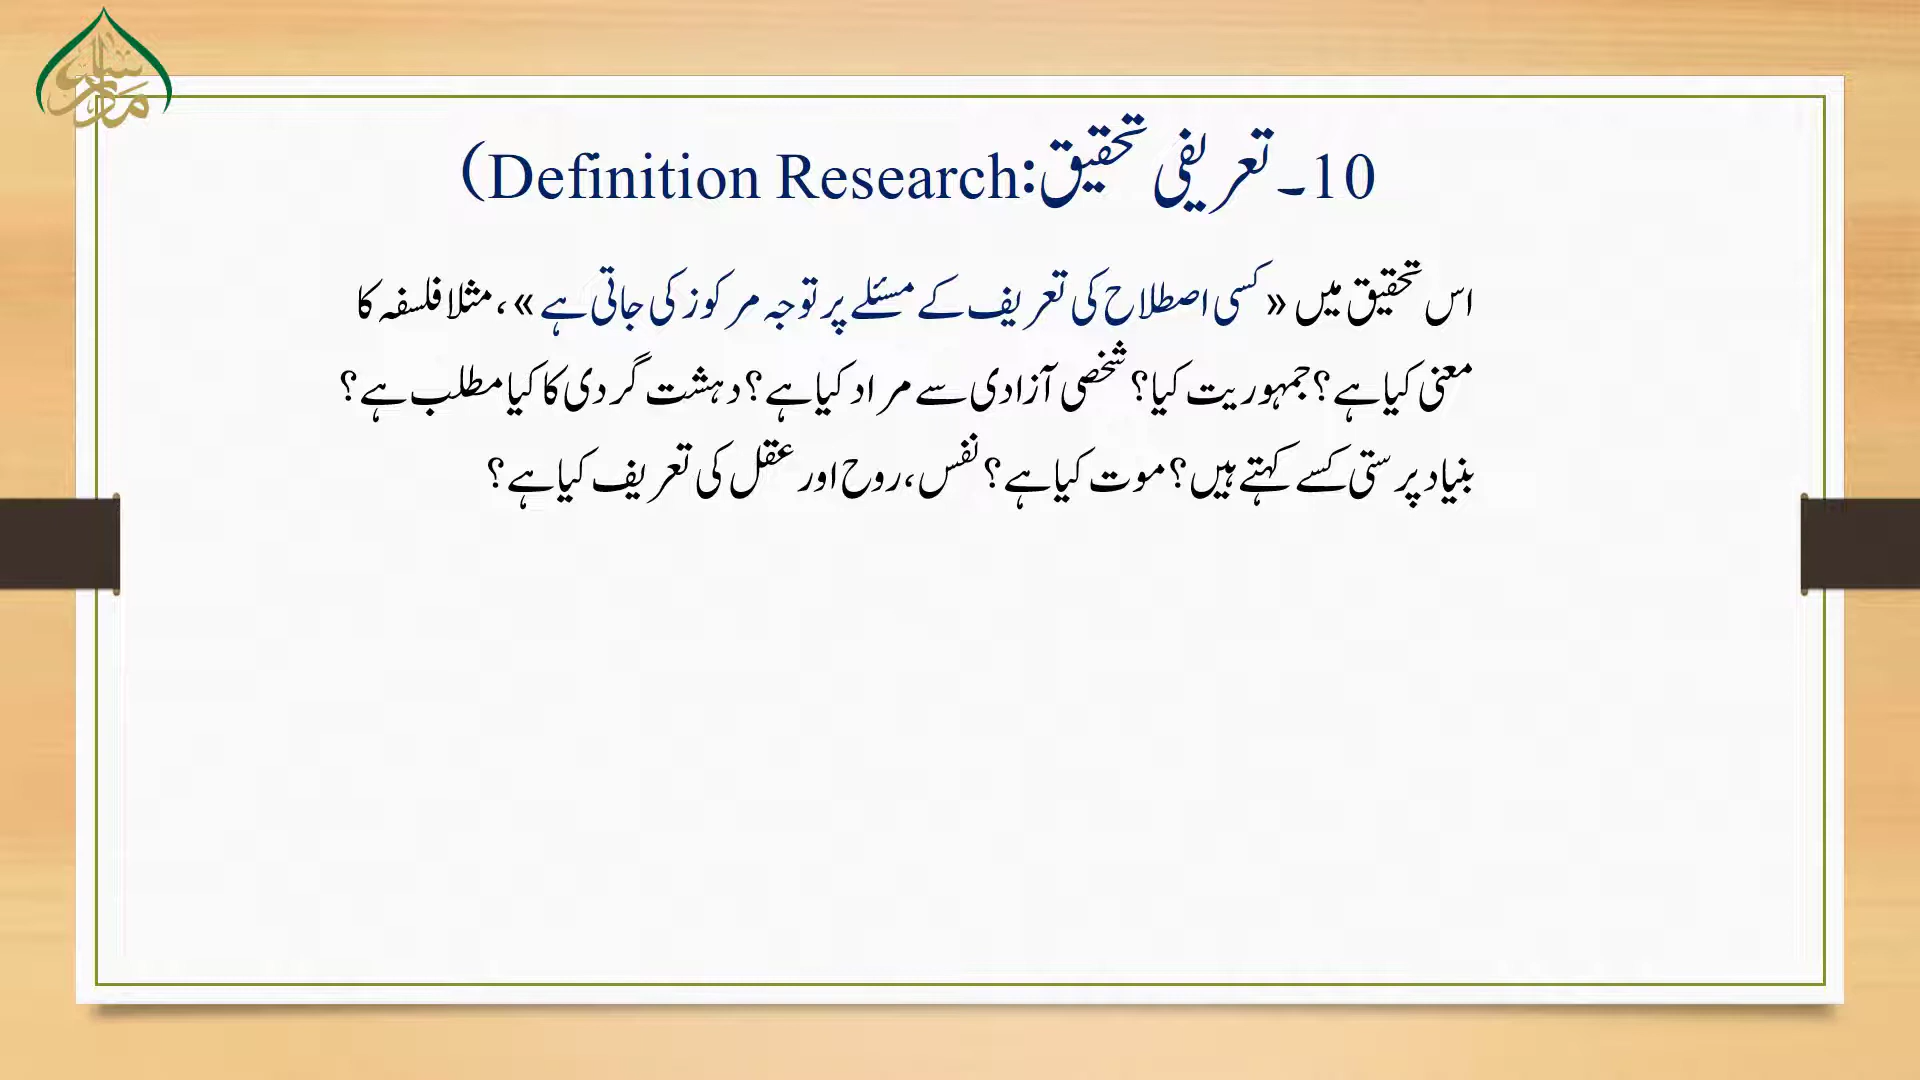 10۔ تعریفی تحقیق:Definition Research)
اس تحقیق میں «کسی اصطلاح کی تعریف کے مسئلے پر توجہ مرکوز کی جاتی ہے»، مثلا فلسفہ کا
معنی کیا ہے؟ جمہوریت کیا؟ شخصی آزادی سے مراد کیا ہے؟ دہشت گردی کا کیا مطلب ہے؟
بنیاد پرستی کسے کہتے ہیں؟ موت کیا ہے؟ نفس، روح اور عقل کی تعریف کیا ہے؟